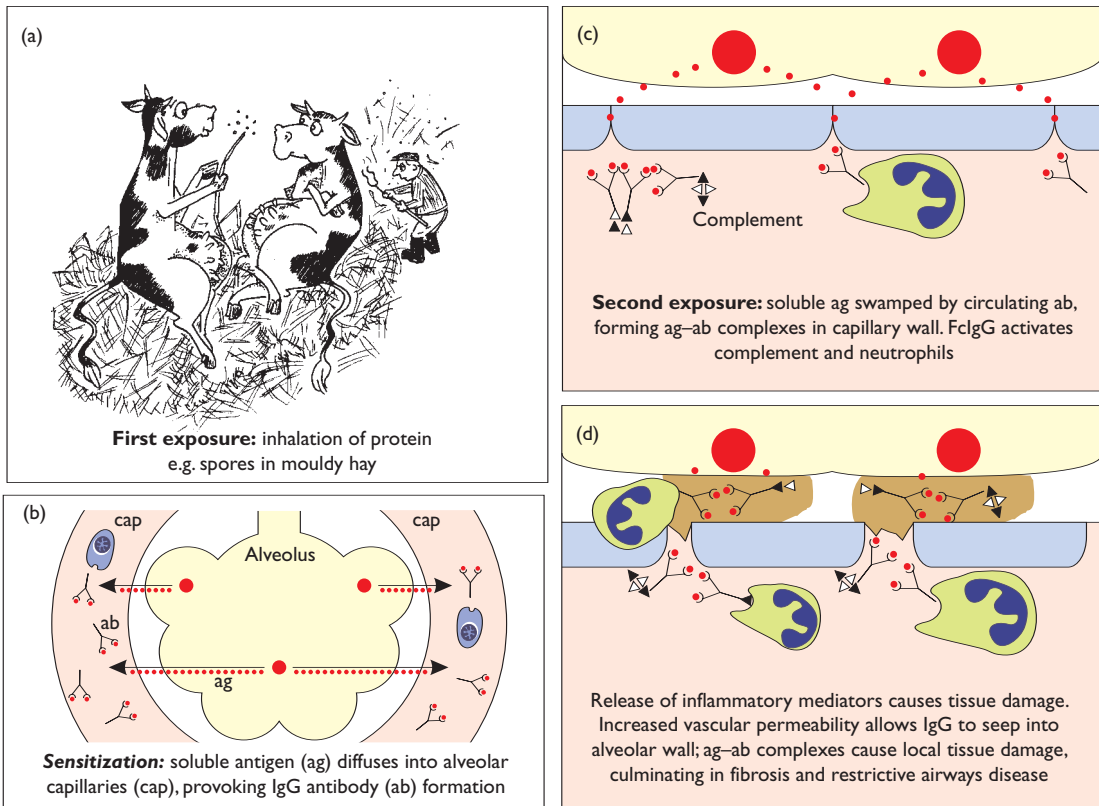 (a)
First exposure: inhalation of protein
e.g. spores in mouldy hay
(b)
cap
cap
Alveolus
ab
ag
Sensitization: soluble antigen (ag) diffuses into alveolar
capillaries (cap), provoking IgG antibody (ab) formation
(c)
Complement
Second exposure: soluble ag swamped by circulating ab,
forming ag–ab complexes in capillary wall. FcIgG activates
complement and neutrophils
(d)
Release of inflammatory mediators causes tissue damage.
Increased vascular permeability allows IgG to seep into
alveolar wall; ag–ab complexes cause local tissue damage,
culminating in fibrosis and restrictive airways disease